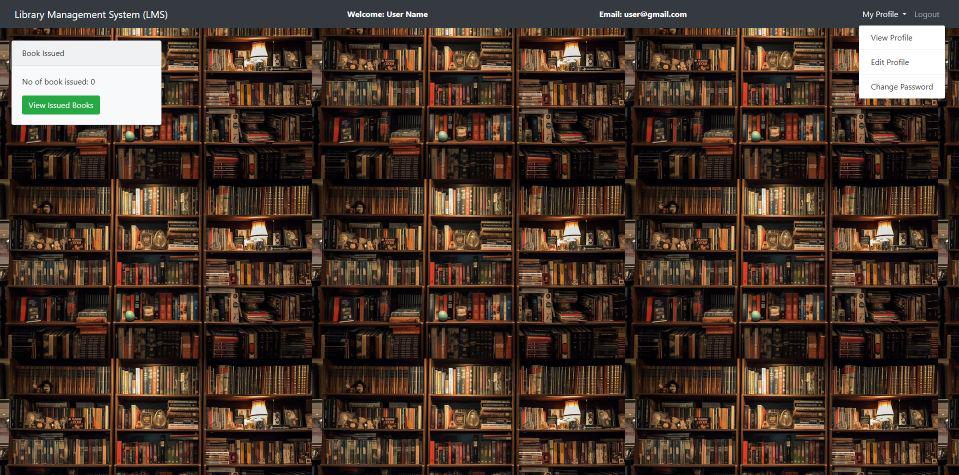 Library Management System (LMS)
Welcome: User Name
Email: user@gmail.com
My Profile
Logout
View Profile
Edit Profile
Change Password
Book Issued
No of book issued: 0
View Issued Books